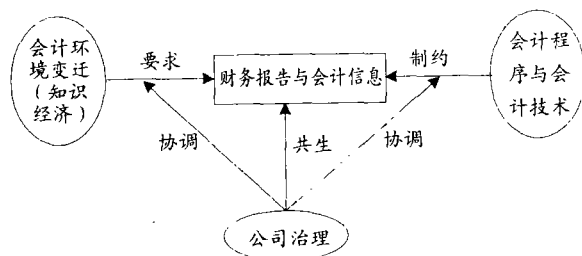 会计环
境变迁
(知识
经济)
要求
财务报告与会计信息
制约
会计程
序与会
计技术
协调
共生
协调
公司治理